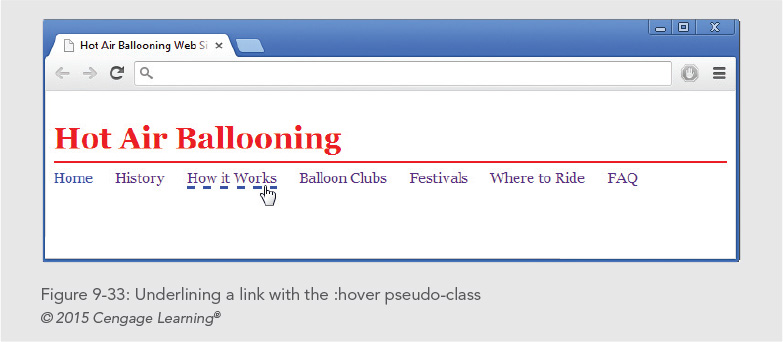 Hot Air Ballooning Web Si
Hot Air Ballooning
Home History How it Works Balloon Clubs Festivals Where to Ride FAQ
Figure 9-33: Underlining a link with the :hover pseudo-class
© 2015 Cengage Learning®